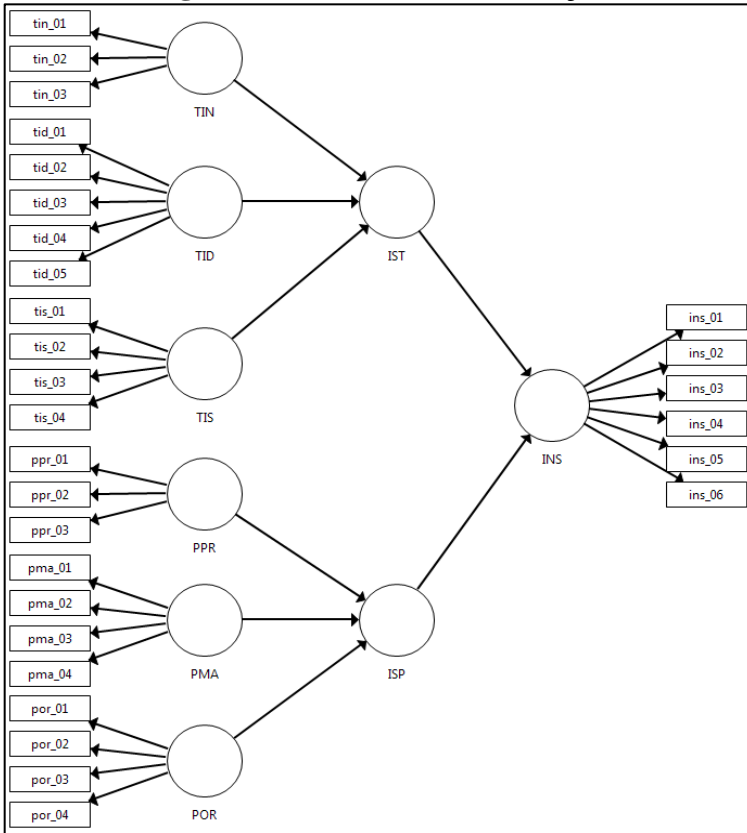 tin_01
tin_02
tin_03
TIN
tid_01
tid_02
tid_03
tid_04
tid_05
TID
IST
tis_01
tis_02
tis_03
tis_04
TIS
ins_01
ins_02
ins_03
ins_04
ins_05
ins_06
INS
ppr_01
ppr_02
ppr_03
PPR
pma_01
pma_02
pma_03
pma_04
PMA
ISP
por_01
por_02
por_03
por_04
POR